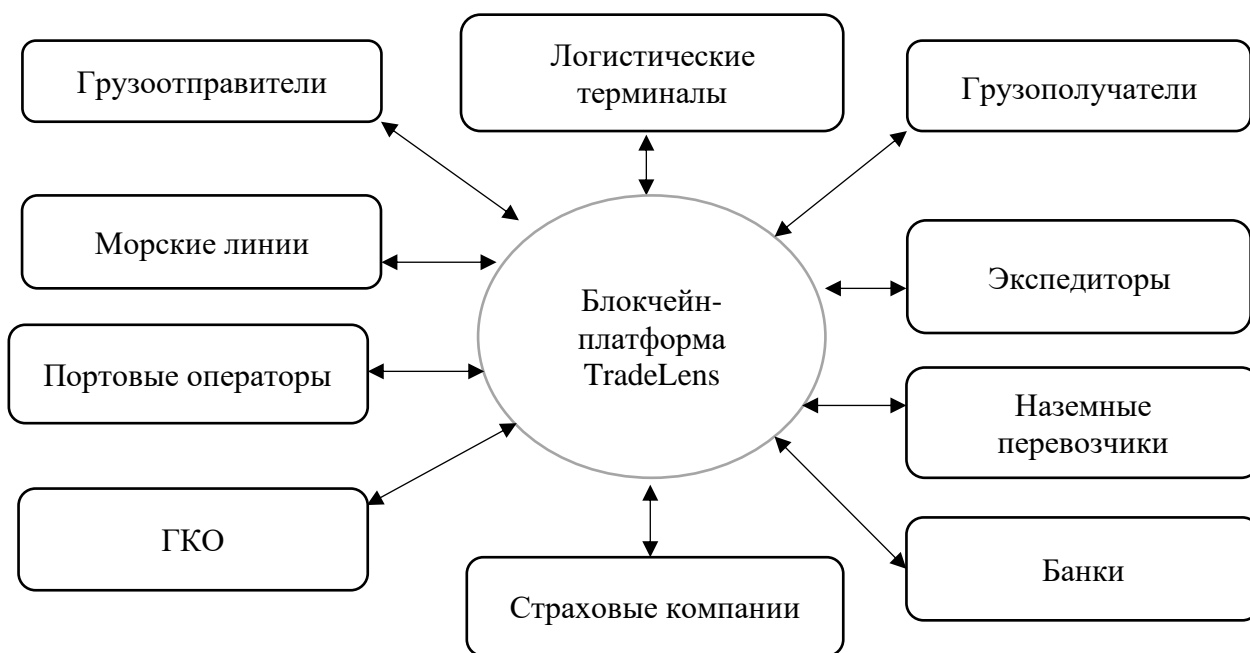 Грузоотправители
Логистические
терминалы
Грузополучатели
Морские линии
Экспедиторы
Блокчейн-
платформа
TradeLens
Портовые операторы
Наземные
перевозчики
ГКО
Банки
Страховые компании